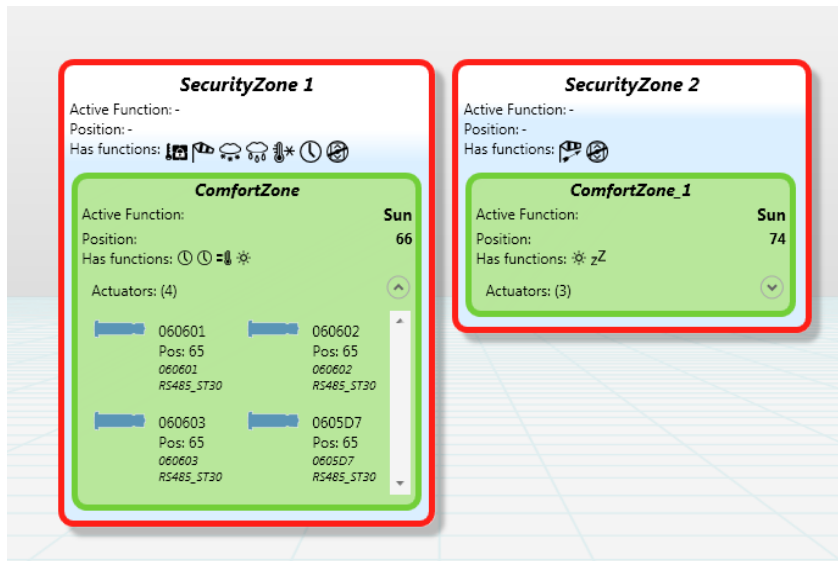 SecurityZone 1
Active Function: -
Position: -
Has functions:
ComfortZone
Active Function: Sun
Position: 66
Has functions:
Actuators: (4)
060601 060602
Pos: 65 Pos: 65
060601 060602
RS485_ST30 RS485_ST30
060603 0605D7
Pos: 65 Pos: 65
060603 0605D7
RS485_ST30 RS485_ST30
SecurityZone 2
Active Function: -
Position: -
Has functions:
ComfortZone_1
Active Function: Sun
Position: 74
Has functions: zZ
Actuators: (3)